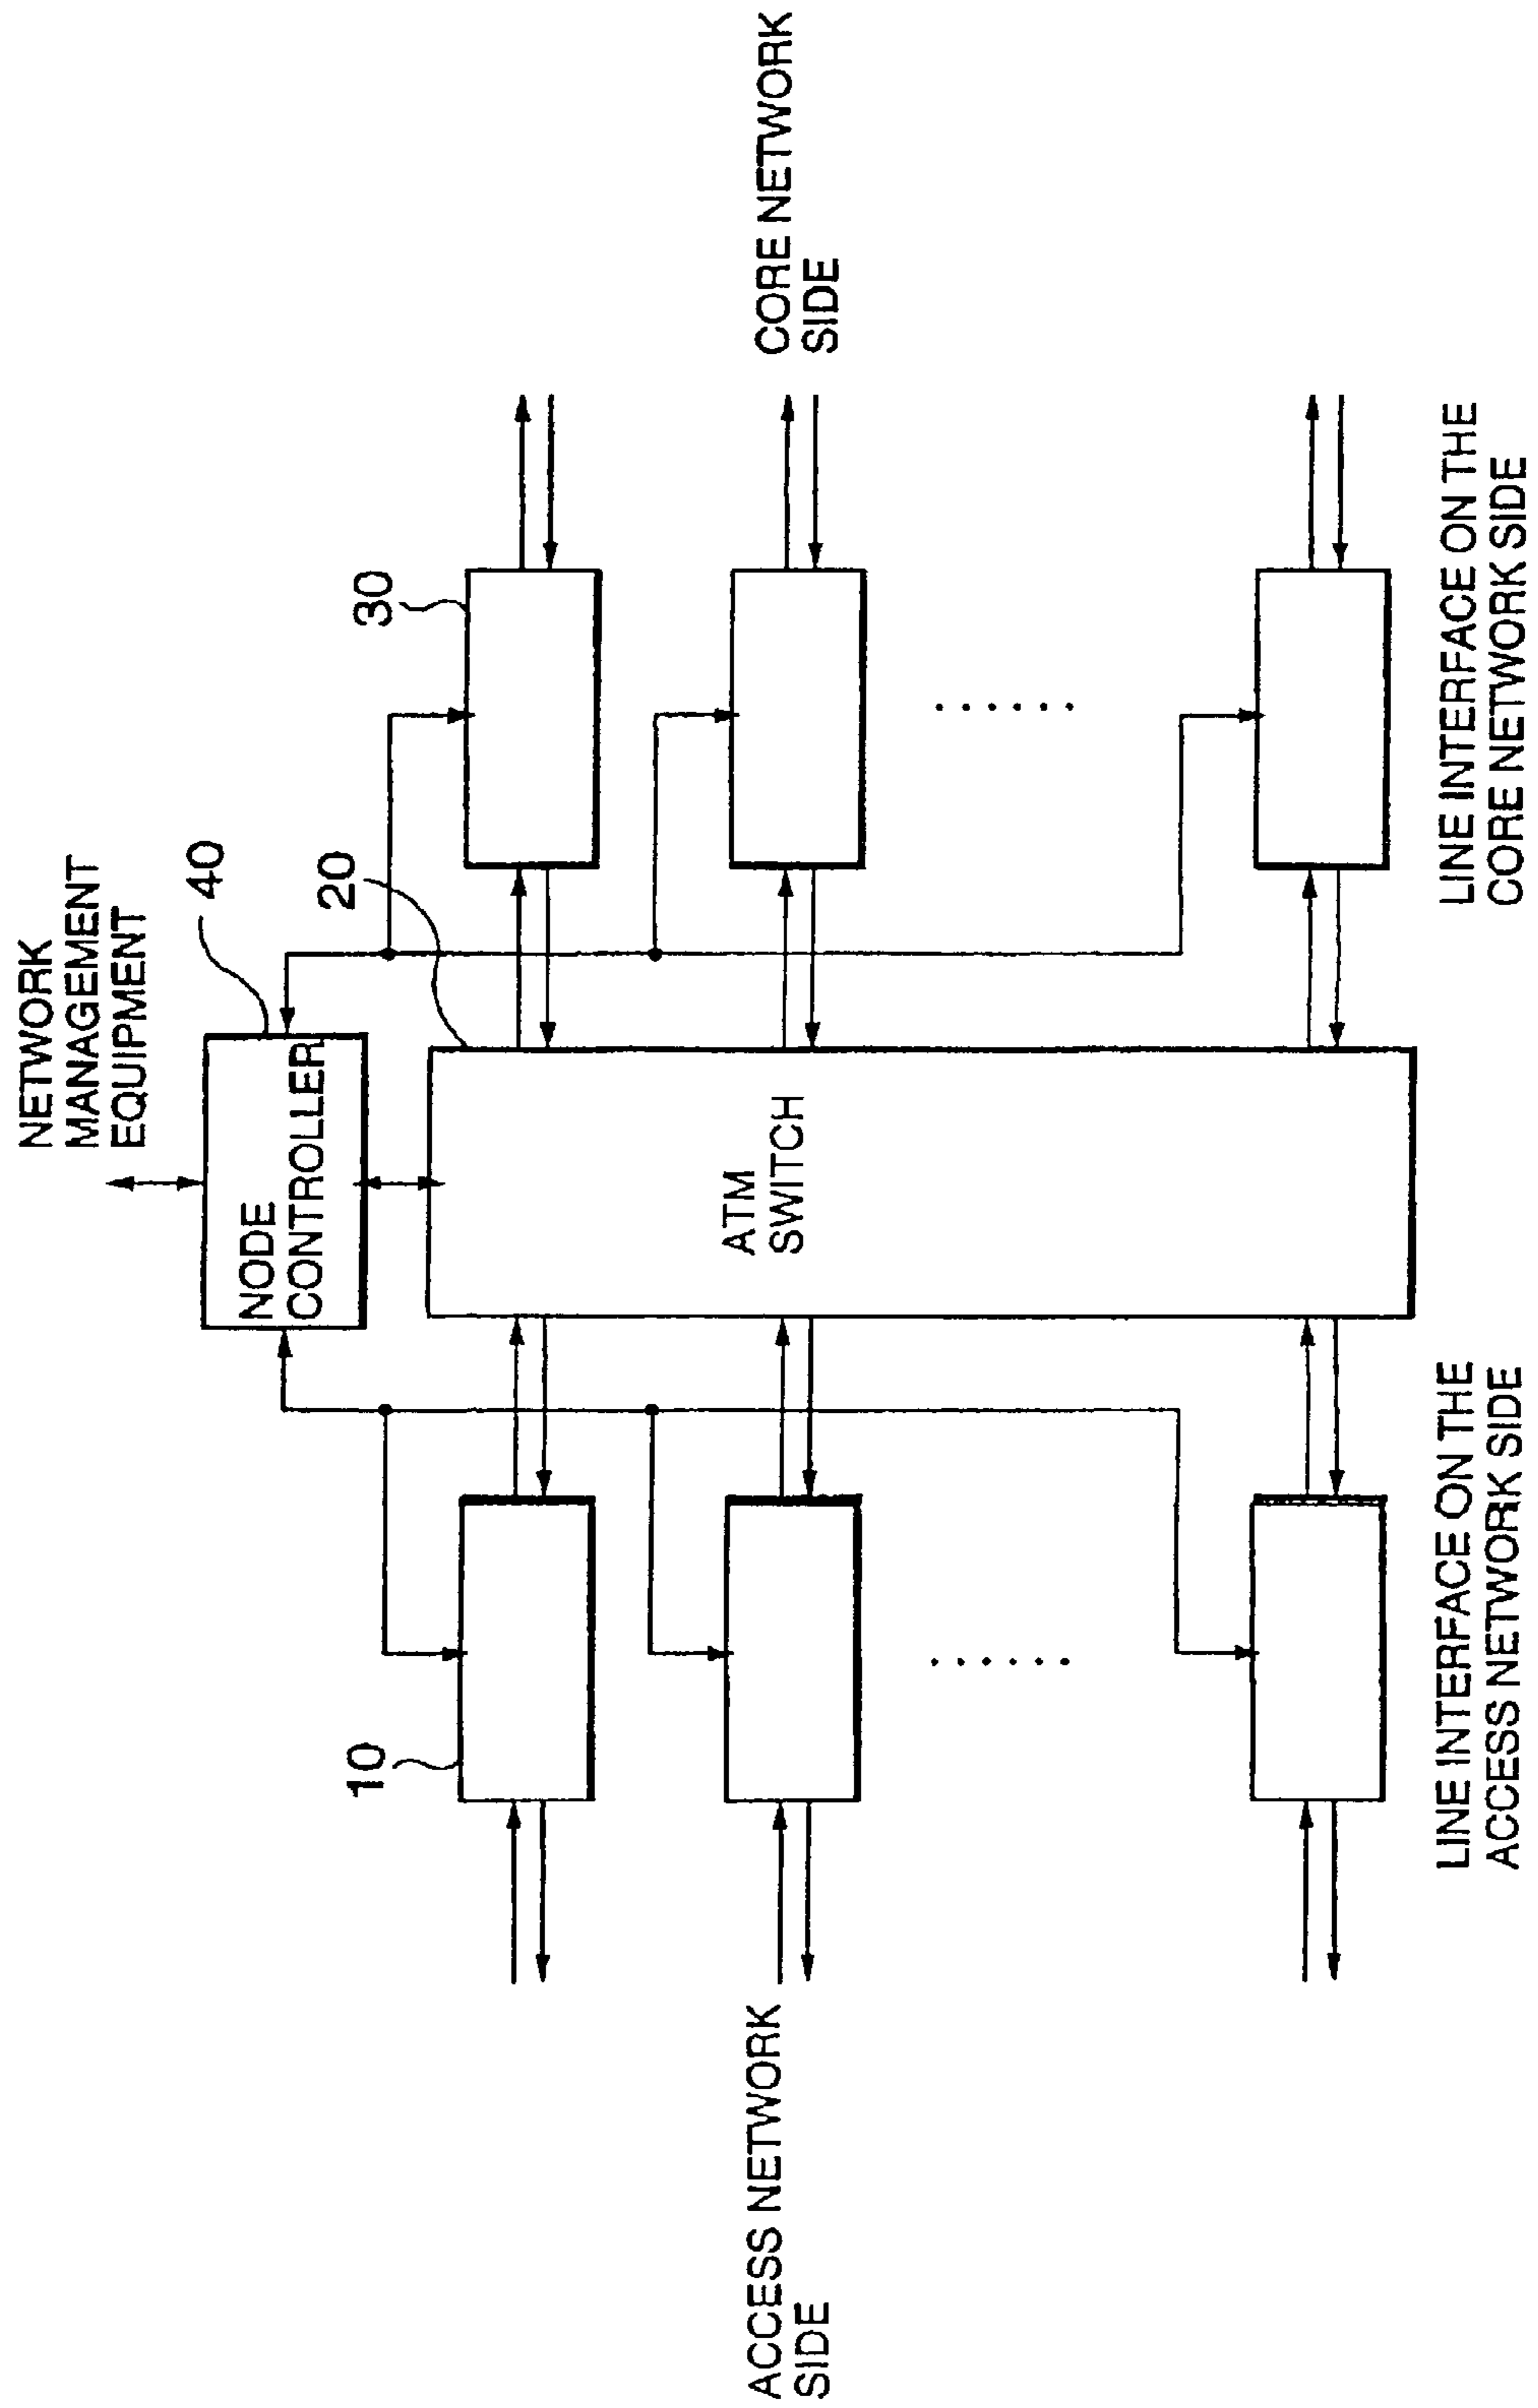 NETWORK
MANAGEMENT
EQUIPMENT
40
NODE
CONTROLLER
20
30
10
ATM
SWITCH
ACCESS NETWORK
SIDE
CORE NETWORK
SIDE
LINE INTERFACE ON THE
ACCESS NETWORK SIDE
LINE INTERFACE ON THE
CORE NETWORK SIDE